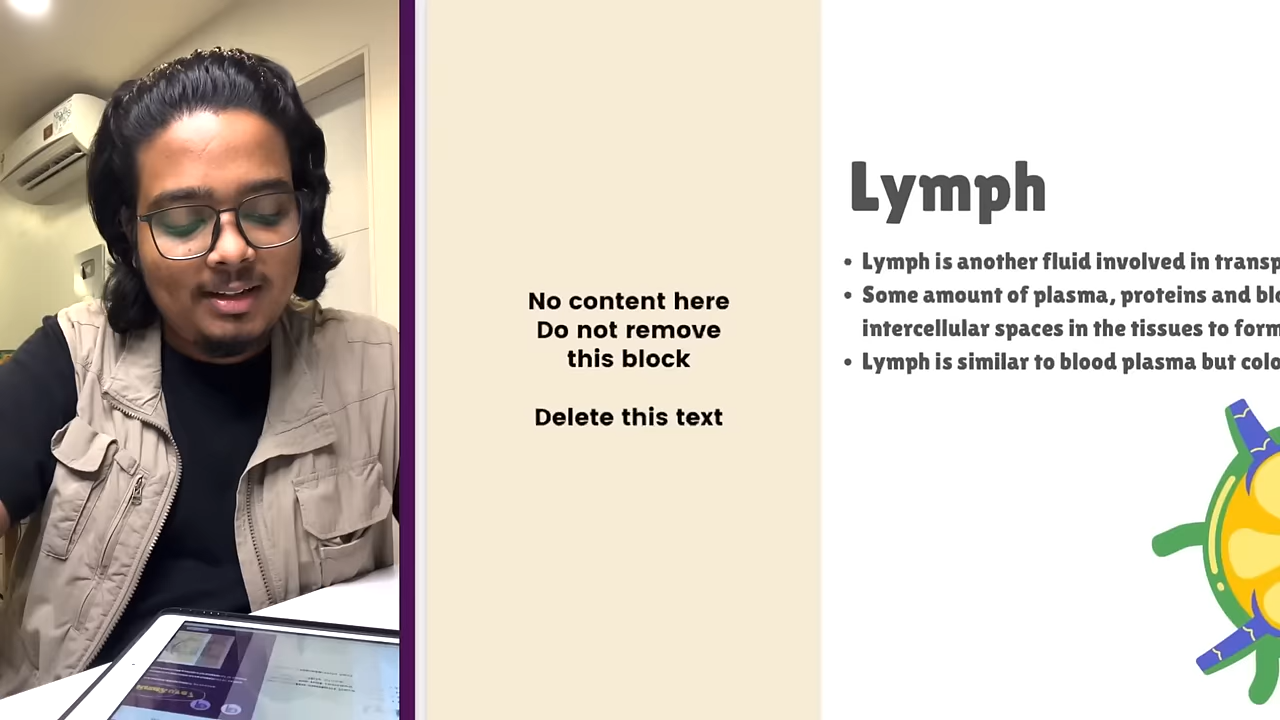 No content here
Do not remove
this block
Delete this text
Lymph
• Lymph is another fluid involved in transp
• Some amount of plasma, proteins and blo
intercellular spaces in the tissues to form
• Lymph is similar to blood plasma but colo